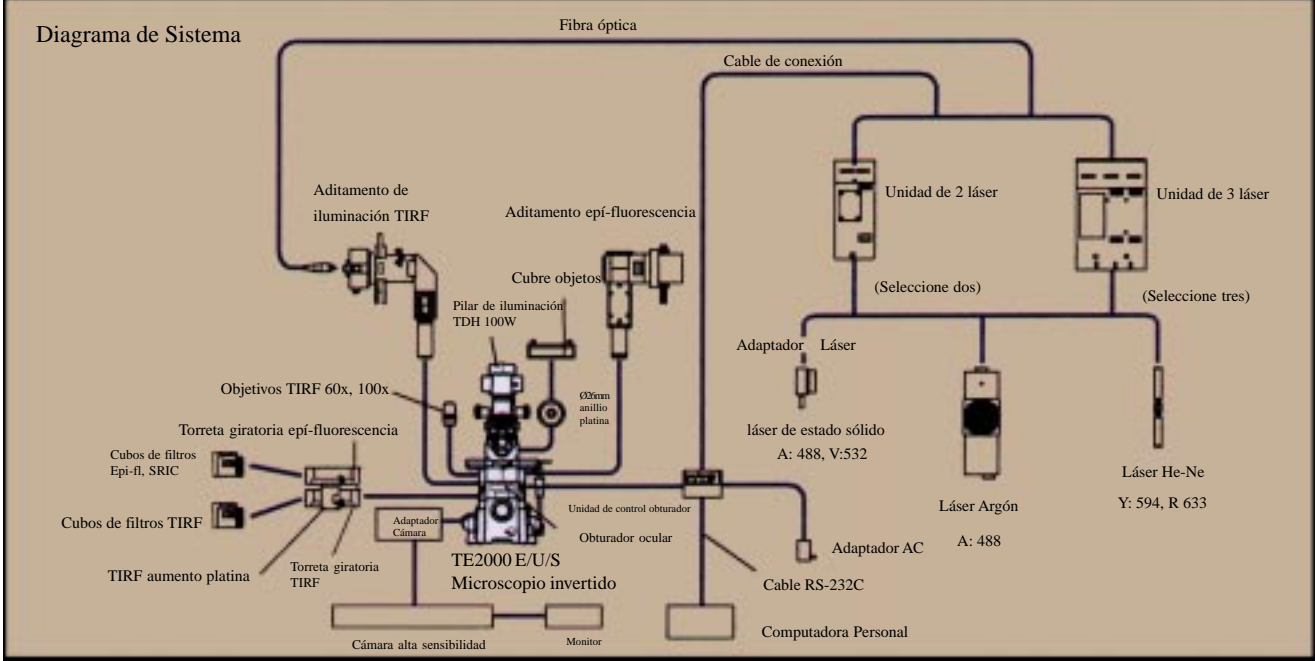 Diagrama de Sistema
Fibra óptica
Cable de conexión
Aditamento de
iluminación TIRF
Aditamento epí-fluorescencia
Unidad de 2 láser
Unidad de 3 láser
Cubre objetos
Pilar de iluminación
TDH 100W
(Seleccione dos)
(Seleccione tres)
Adaptador Láser
Objetivos TIRF 60x, 100x
Ø26mm
anillio
platina
Torreta giratoria epí-fluorescencia
láser de estado sólido
A: 488, V:532
Cubos de filtros
Epi-fl, SRIC
Láser He-Ne
Y: 594, R 633
Láser Argón
A: 488
Cubos de filtros TIRF
Unidad de control obturador
Adaptador
Cámara
Obturador ocular
Adaptador AC
TIRF aumento platina
Torreta giratoria
TIRF
TE2000 E/U/S
Microscopio invertido
Cable RS-232C
Cámara alta sensibilidad
Monitor
Computadora Personal